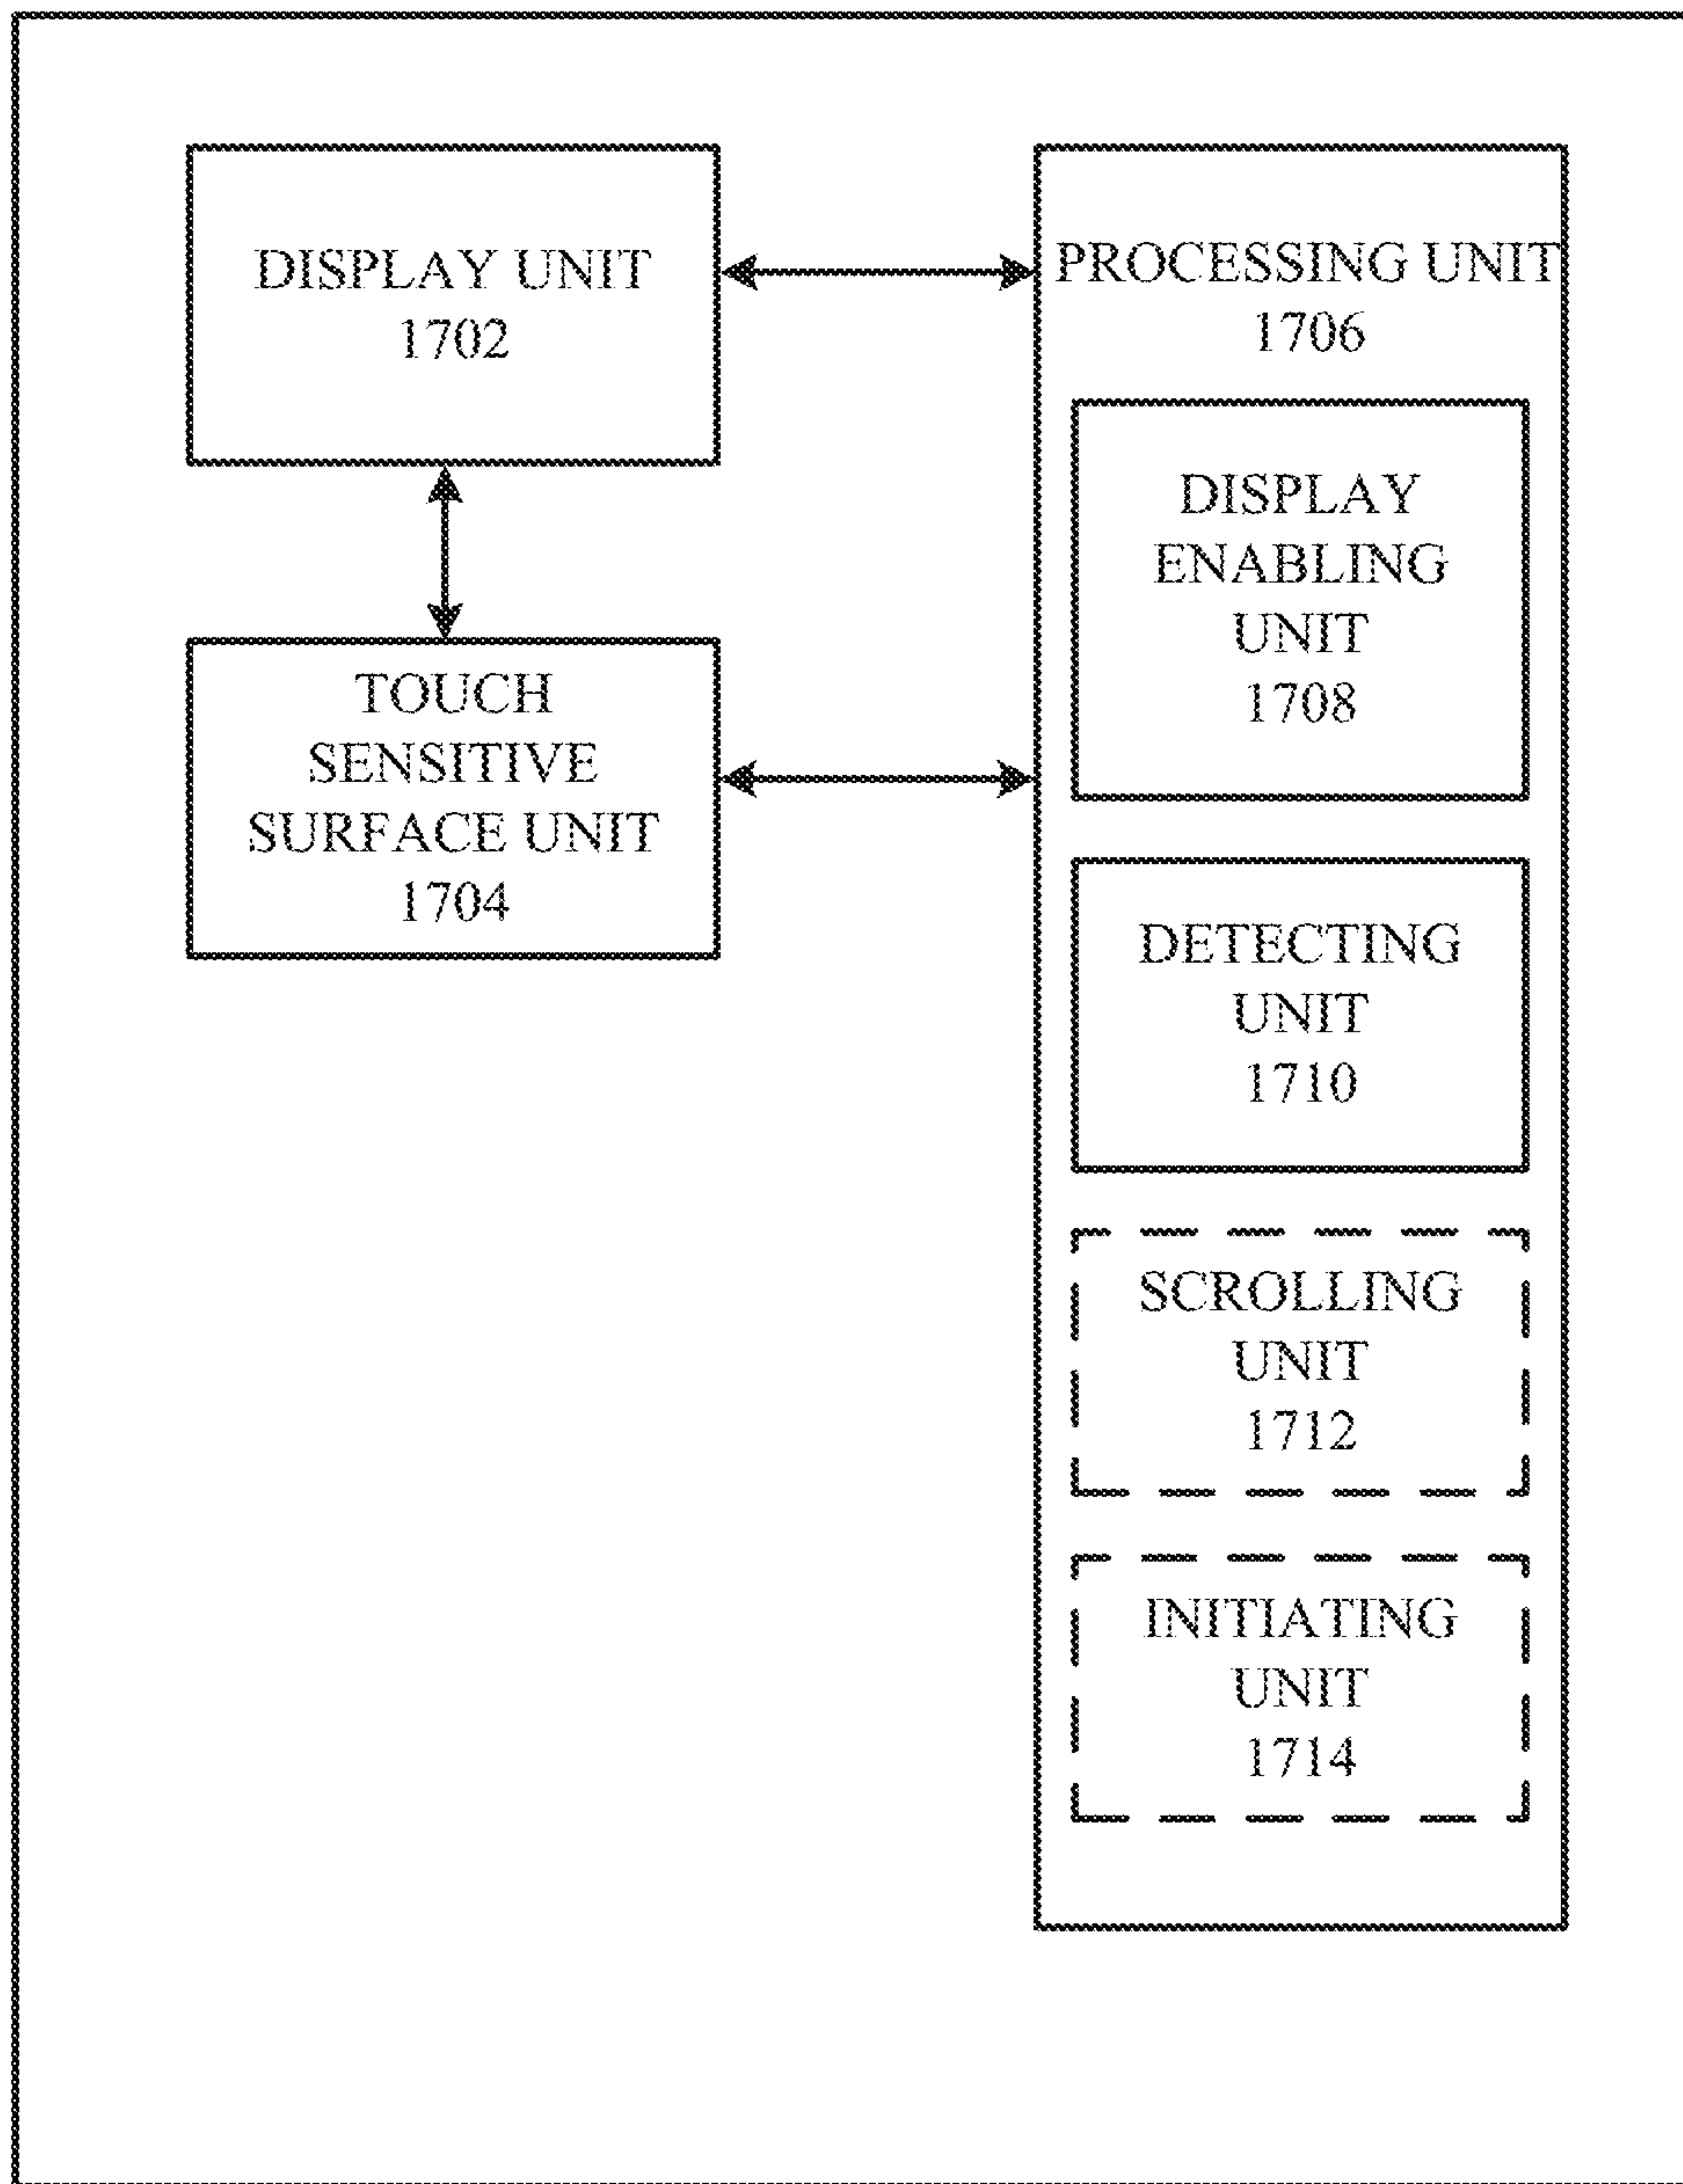 DISPLAY UNIT
1702
TOUCH
SENSITIVE
SURFACE UNIT
1704
PROCESSING UNIT
1706
DISPLAY
ENABLING
UNIT
1708
DETECTING
UNIT
1710
SCROLLING
UNIT
1712
INITIATING
UNIT
1714